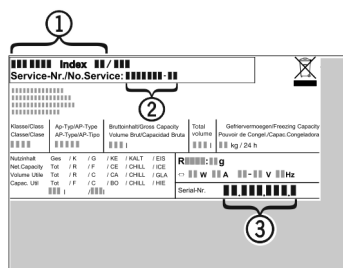 1
Index /
Service-Nr./No.Service: -
2
Klasse/Class Ap-Typ/AP-Type Bruttoinhalt/Gross Capacity Total Gefriervermoegen/Freezing Capacity
Classe/Clase AP-Type/AP-Tipo Volume Brut/Capacidad Bruta volume Pouvoir de Congel./Capac.Congeladora
l l kg / 24 h
Nutzinhalt Ges / K / G / KE / KALT / EIS
Net.Capacity Tot / R / F / CE / CHILL / ICE
Volume Utile Tot / R / C / CA / CHILL / GLA
Capac. Util Tot / F / C / BO / CHILL / HIE
l / l
R : g
W A - V Hz
Serial-Nr. . . .
3